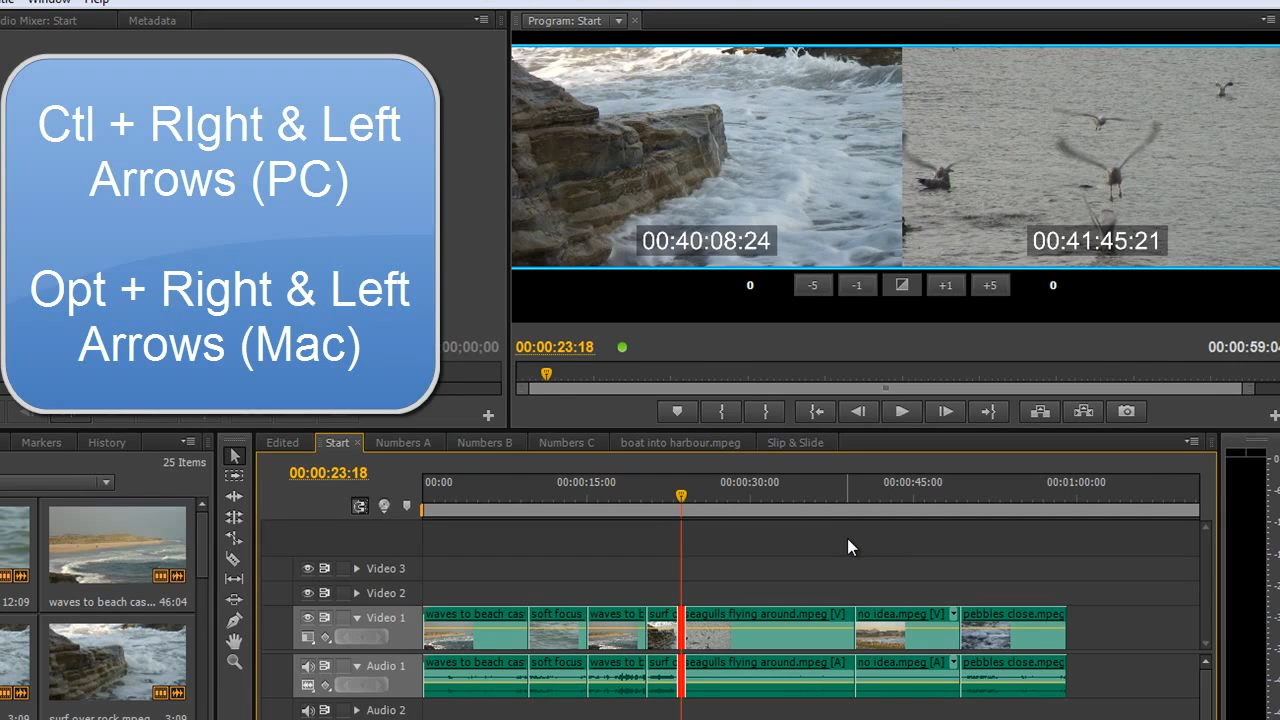 Window Help
dio Mixer: Start
Metadata
Program: Start
Ctl + RIght & Left
Arrows (PC)
Opt + Right & Left
Arrows (Mac)
00:40:08:24
00:41:45:21
0
-5
-1
+1
+5
0
00;00;00
00:00:23:18
00:00:59:04
Markers
History
25 Items
12:09
waves to beach cas... 46:04
surf over rock.mpeg
3:09
3:09
Edited
Start
Numbers A
Numbers B
Numbers C
boat into harbour.mpeg
Slip & Slide
00:00:23:18
00:00
00:00:15:00
00:00:30:00
00:00:45:00
00:01:00:00
Video 3
Video 2
Video 1
waves to beach cas
soft focus
waves to b
surf o
seagulls flying around.mpeg [V]
no idea.mpeg [V]
pebbles close.mpeg
Audio 1
waves to beach cas
soft focus
waves to b
surf o
seagulls flying around.mpeg [A]
no idea.mpeg [A]
pebbles close.mpeg
Audio 2